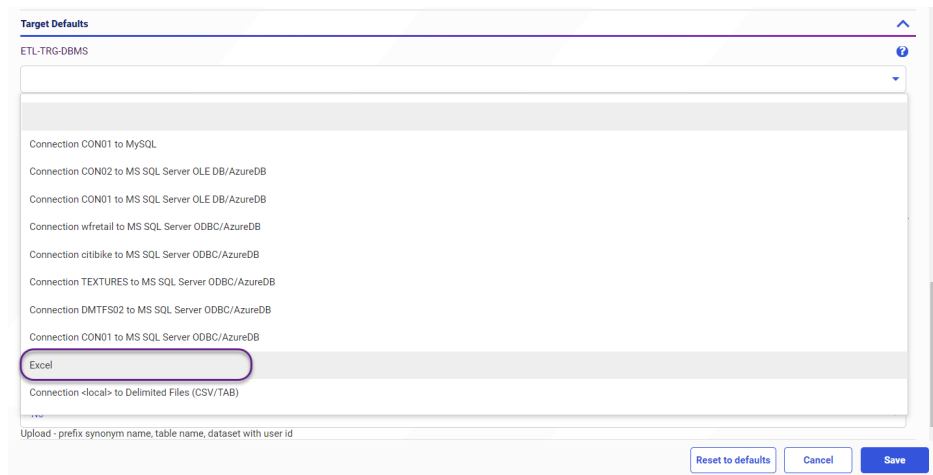 Target Defaults
ETL-TRG-DBMS
Connection CON01 to MySQL
Connection CON02 to MS SQL Server OLE DB/AzureDB
Connection CON01 to MS SQL Server OLE DB/AzureDB
Connection wfretail to MS SQL Server ODBC/AzureDB
Connection citibike to MS SQL Server ODBC/AzureDB
Connection TEXTURES to MS SQL Server ODBC/AzureDB
Connection DMTFS02 to MS SQL Server ODBC/AzureDB
Connection CON01 to MS SQL Server ODBC/AzureDB
Excel
Connection <local> to Delimited Files (CSV/TAB)
Upload - prefix synonym name, table name, dataset with user id
Reset to defaults Cancel Save